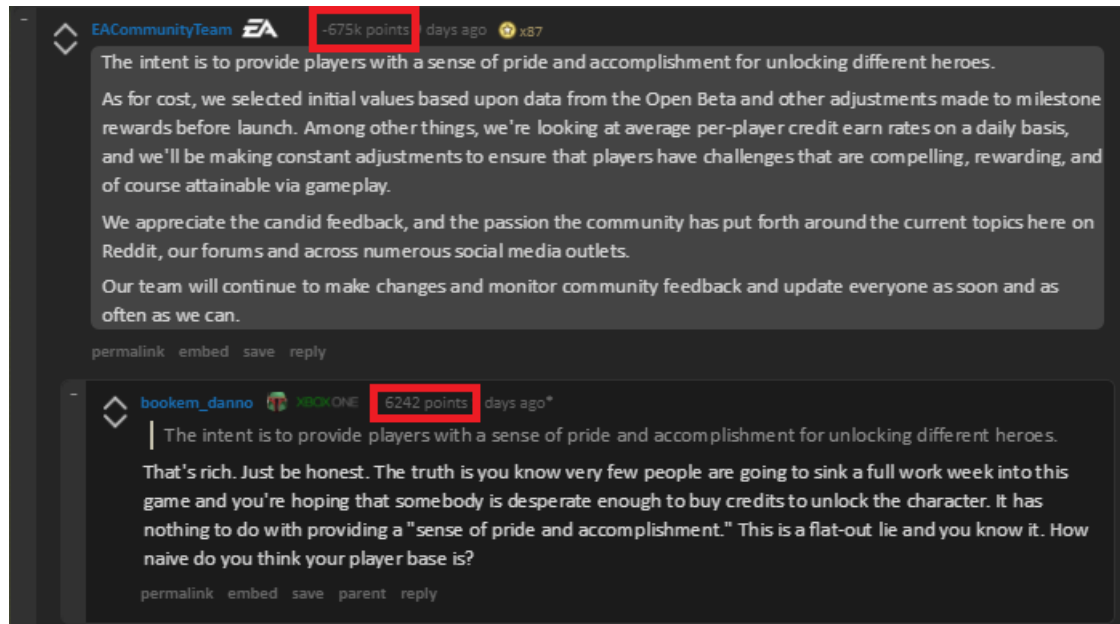 EACommunityTeam EA -675k points days ago x87
The intent is to provide players with a sense of pride and accomplishment for unlocking different heroes.
As for cost, we selected initial values based upon data from the Open Beta and other adjustments made to milestone
rewards before launch. Among other things, we're looking at average per-player credit earn rates on a daily basis,
and we'll be making constant adjustments to ensure that players have challenges that are compelling, rewarding, and
of course attainable via gameplay.
We appreciate the candid feedback, and the passion the community has put forth around the current topics here on
Reddit, our forums and across numerous social media outlets.
Our team will continue to make changes and monitor community feedback and update everyone as soon and as
often as we can.
permalink embed save reply
bookem_danno XBOXONE 6242 points days ago*
The intent is to provide players with a sense of pride and accomplishment for unlocking different heroes.
That's rich. Just be honest. The truth is you know very few people are going to sink a full work week into this
game and you're hoping that somebody is desperate enough to buy credits to unlock the character. It has
nothing to do with providing a "sense of pride and accomplishment." This is a flat-out lie and you know it. How
naive do you think your player base is?
permalink embed save parent reply